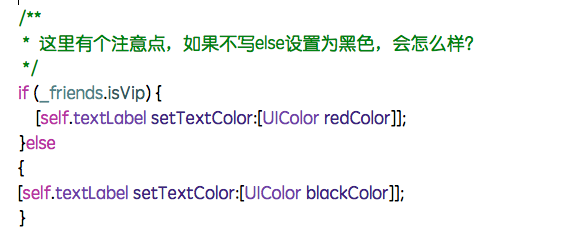 /**
 * 这里有个注意点，如果不写else设置为黑色，会怎么样？
 */
if (_friends.isVip) {
    [self.textLabel setTextColor:[UIColor redColor]];
}else
{
[self.textLabel setTextColor:[UIColor blackColor]];
}